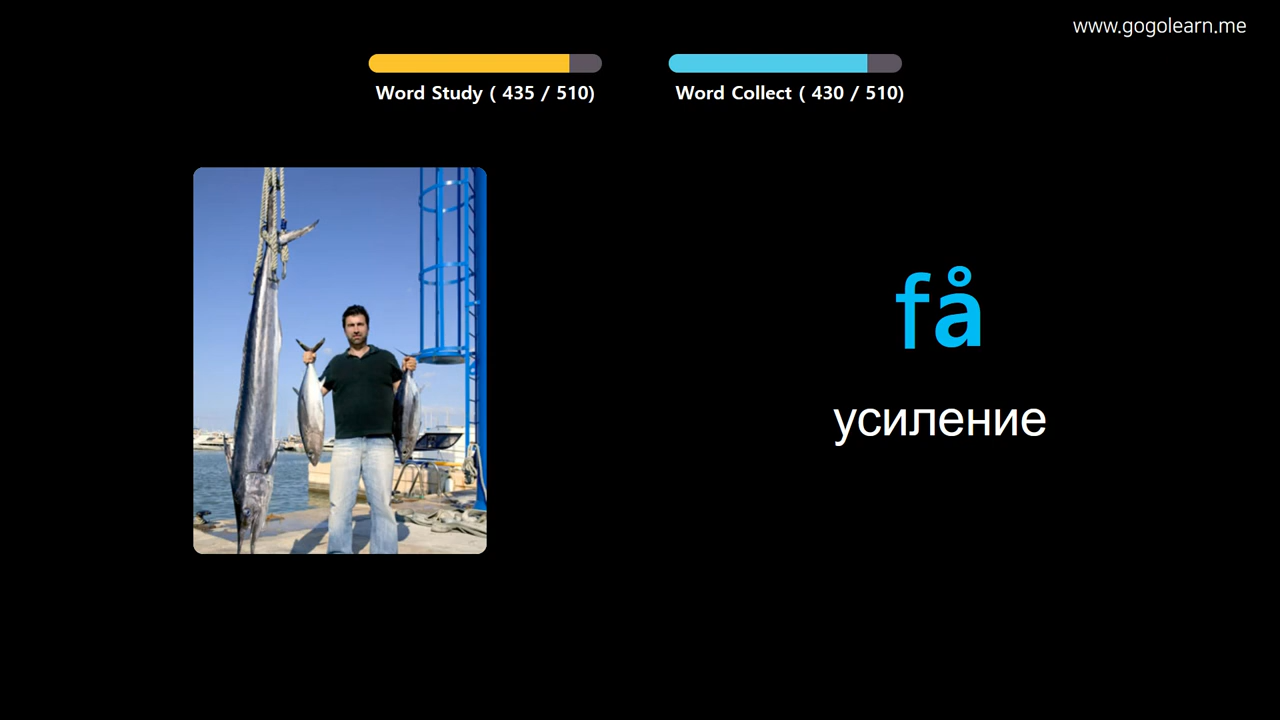 www.gogolearn.me
Word Study ( 435 / 510)
Word Collect ( 430 / 510)
få
усиление